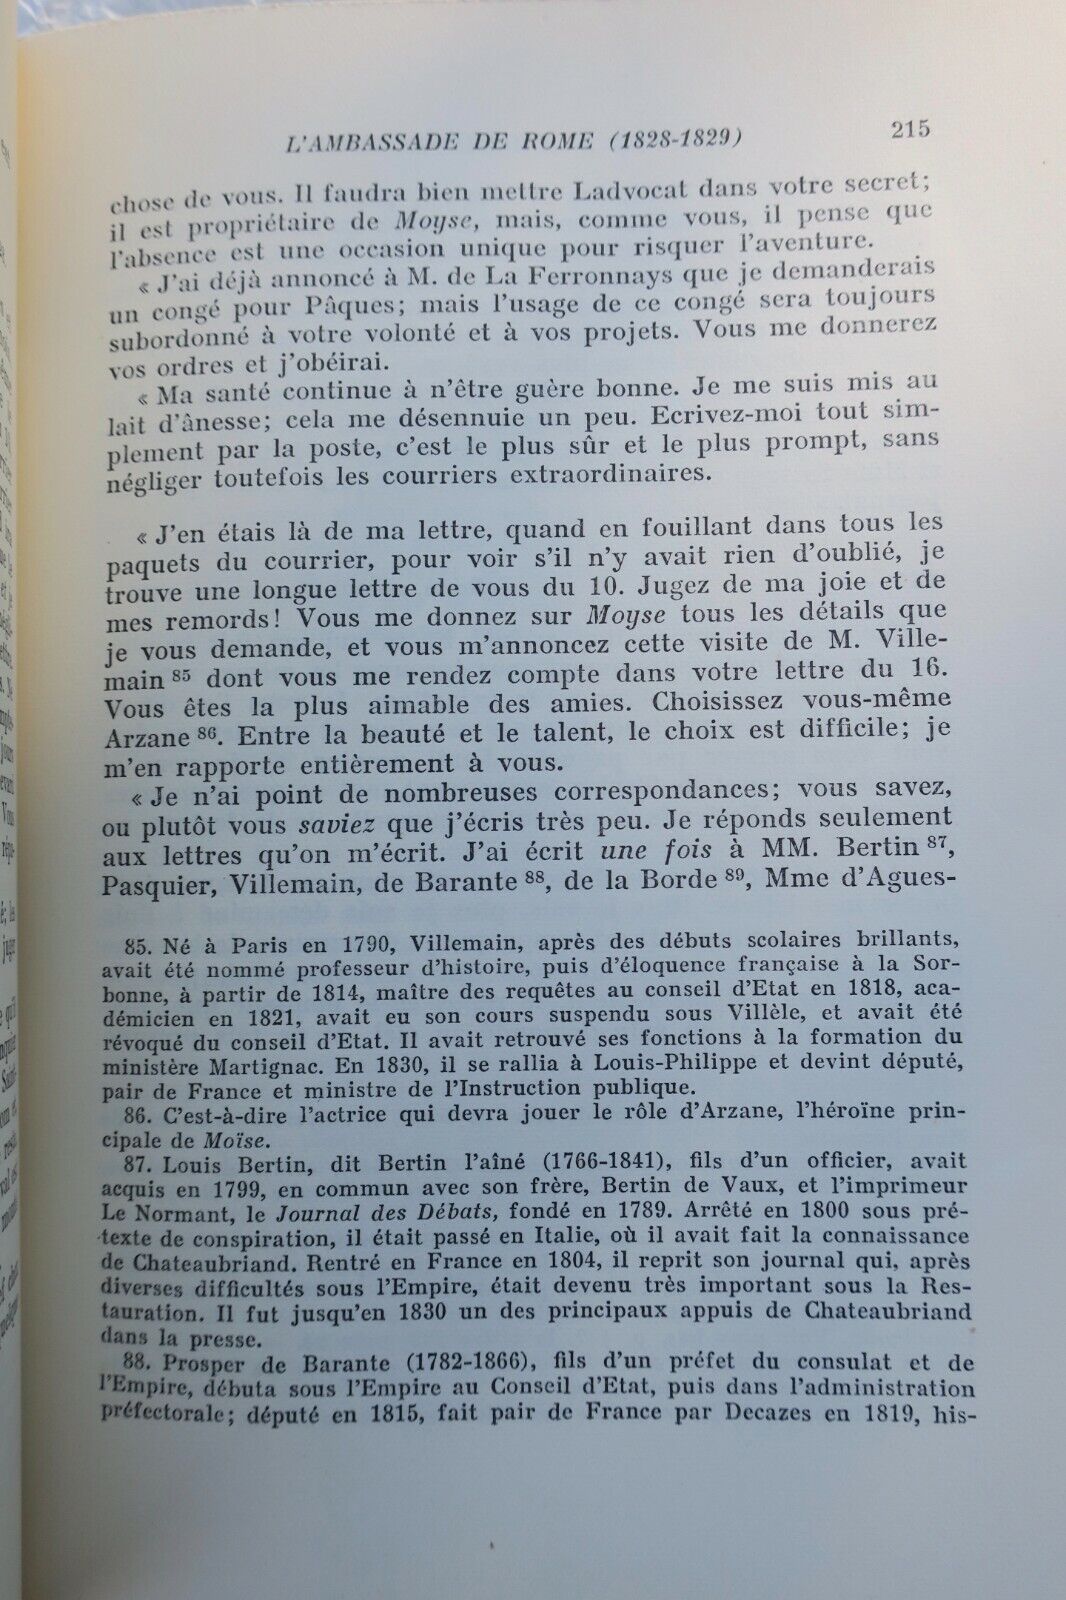 L'AMBASSADE DE ROME (1828-1829) 215
chose de vous. Il faudra bien mettre Ladvocat dans votre secret;
il est propriétaire de Moyse, mais, comme vous, il pense que
l'absence est une occasion unique pour risquer l'aventure.
« J'ai déjà annoncé à M. de La Ferronnays que je demanderais
un congé pour Pâques; mais l'usage de ce congé sera toujours
subordonné à votre volonté et à vos projets. Vous me donnerez
vos ordres et j'obéirai.
« Ma santé continue à n'être guère bonne. Je me suis mis au
lait d'ânesse; cela me désennuie un peu. Ecrivez-moi tout sim-
plement par la poste, c'est le plus sûr et le plus prompt, sans
négliger toutefois les courriers extraordinaires.
« J'en étais là de ma lettre, quand en fouillant dans tous les
paquets du courrier, pour voir s'il n'y avait rien d'oublié, je
trouve une longue lettre de vous du 10. Jugez de ma joie et de
mes remords! Vous me donnez sur Moyse tous les détails que
je vous demande, et vous m'annoncez cette visite de M. Ville-
main 85 dont vous me rendez compte dans votre lettre du 16.
Vous êtes la plus aimable des amies. Choisissez vous-même
Arzane 86. Entre la beauté et le talent, le choix est difficile; je
m'en rapporte entièrement à vous.
« Je n'ai point de nombreuses correspondances; vous savez,
ou plutôt vous saviez que j'écris très peu. Je réponds seulement
aux lettres qu'on m'écrit. J'ai écrit une fois à MM. Bertin 87,
Pasquier, Villemain, de Barante 88, de la Borde 89, Mme d'Agues-
85. Né à Paris en 1790, Villemain, après des débuts scolaires brillants,
avait été nommé professeur d'histoire, puis d'éloquence française à la Sor-
bonne, à partir de 1814, maître des requêtes au conseil d'Etat en 1818, aca-
démicien en 1821, avait eu son cours suspendu sous Villèle, et avait été
révoqué du conseil d'Etat. Il avait retrouvé ses fonctions à la formation du
ministère Martignac. En 1830, il se rallia à Louis-Philippe et devint député,
pair de France et ministre de l'Instruction publique.
86. C'est-à-dire l'actrice qui devra jouer le rôle d'Arzane, l'héroïne prin-
cipale de Moïse.
87. Louis Bertin, dit Bertin l'aîné (1766-1841), fils d'un officier, avait
acquis en 1799, en commun avec son frère, Bertin de Vaux, et l'imprimeur
Le Normant, le Journal des Débats, fondé en 1789. Arrêté en 1800 sous pré-
texte de conspiration, il était passé en Italie, où il avait fait la connaissance
de Chateaubriand. Rentré en France en 1804, il reprit son journal qui, après
diverses difficultés sous l'Empire, était devenu très important sous la Res-
tauration. Il fut jusqu'en 1830 un des principaux appuis de Chateaubriand
dans la presse.
88. Prosper de Barante (1782-1866), fils d'un préfet du consulat et de
l'Empire, débuta sous l'Empire au Conseil d'Etat, puis dans l'administration
préfectorale; député en 1815, fait pair de France par Decazes en 1819, his-